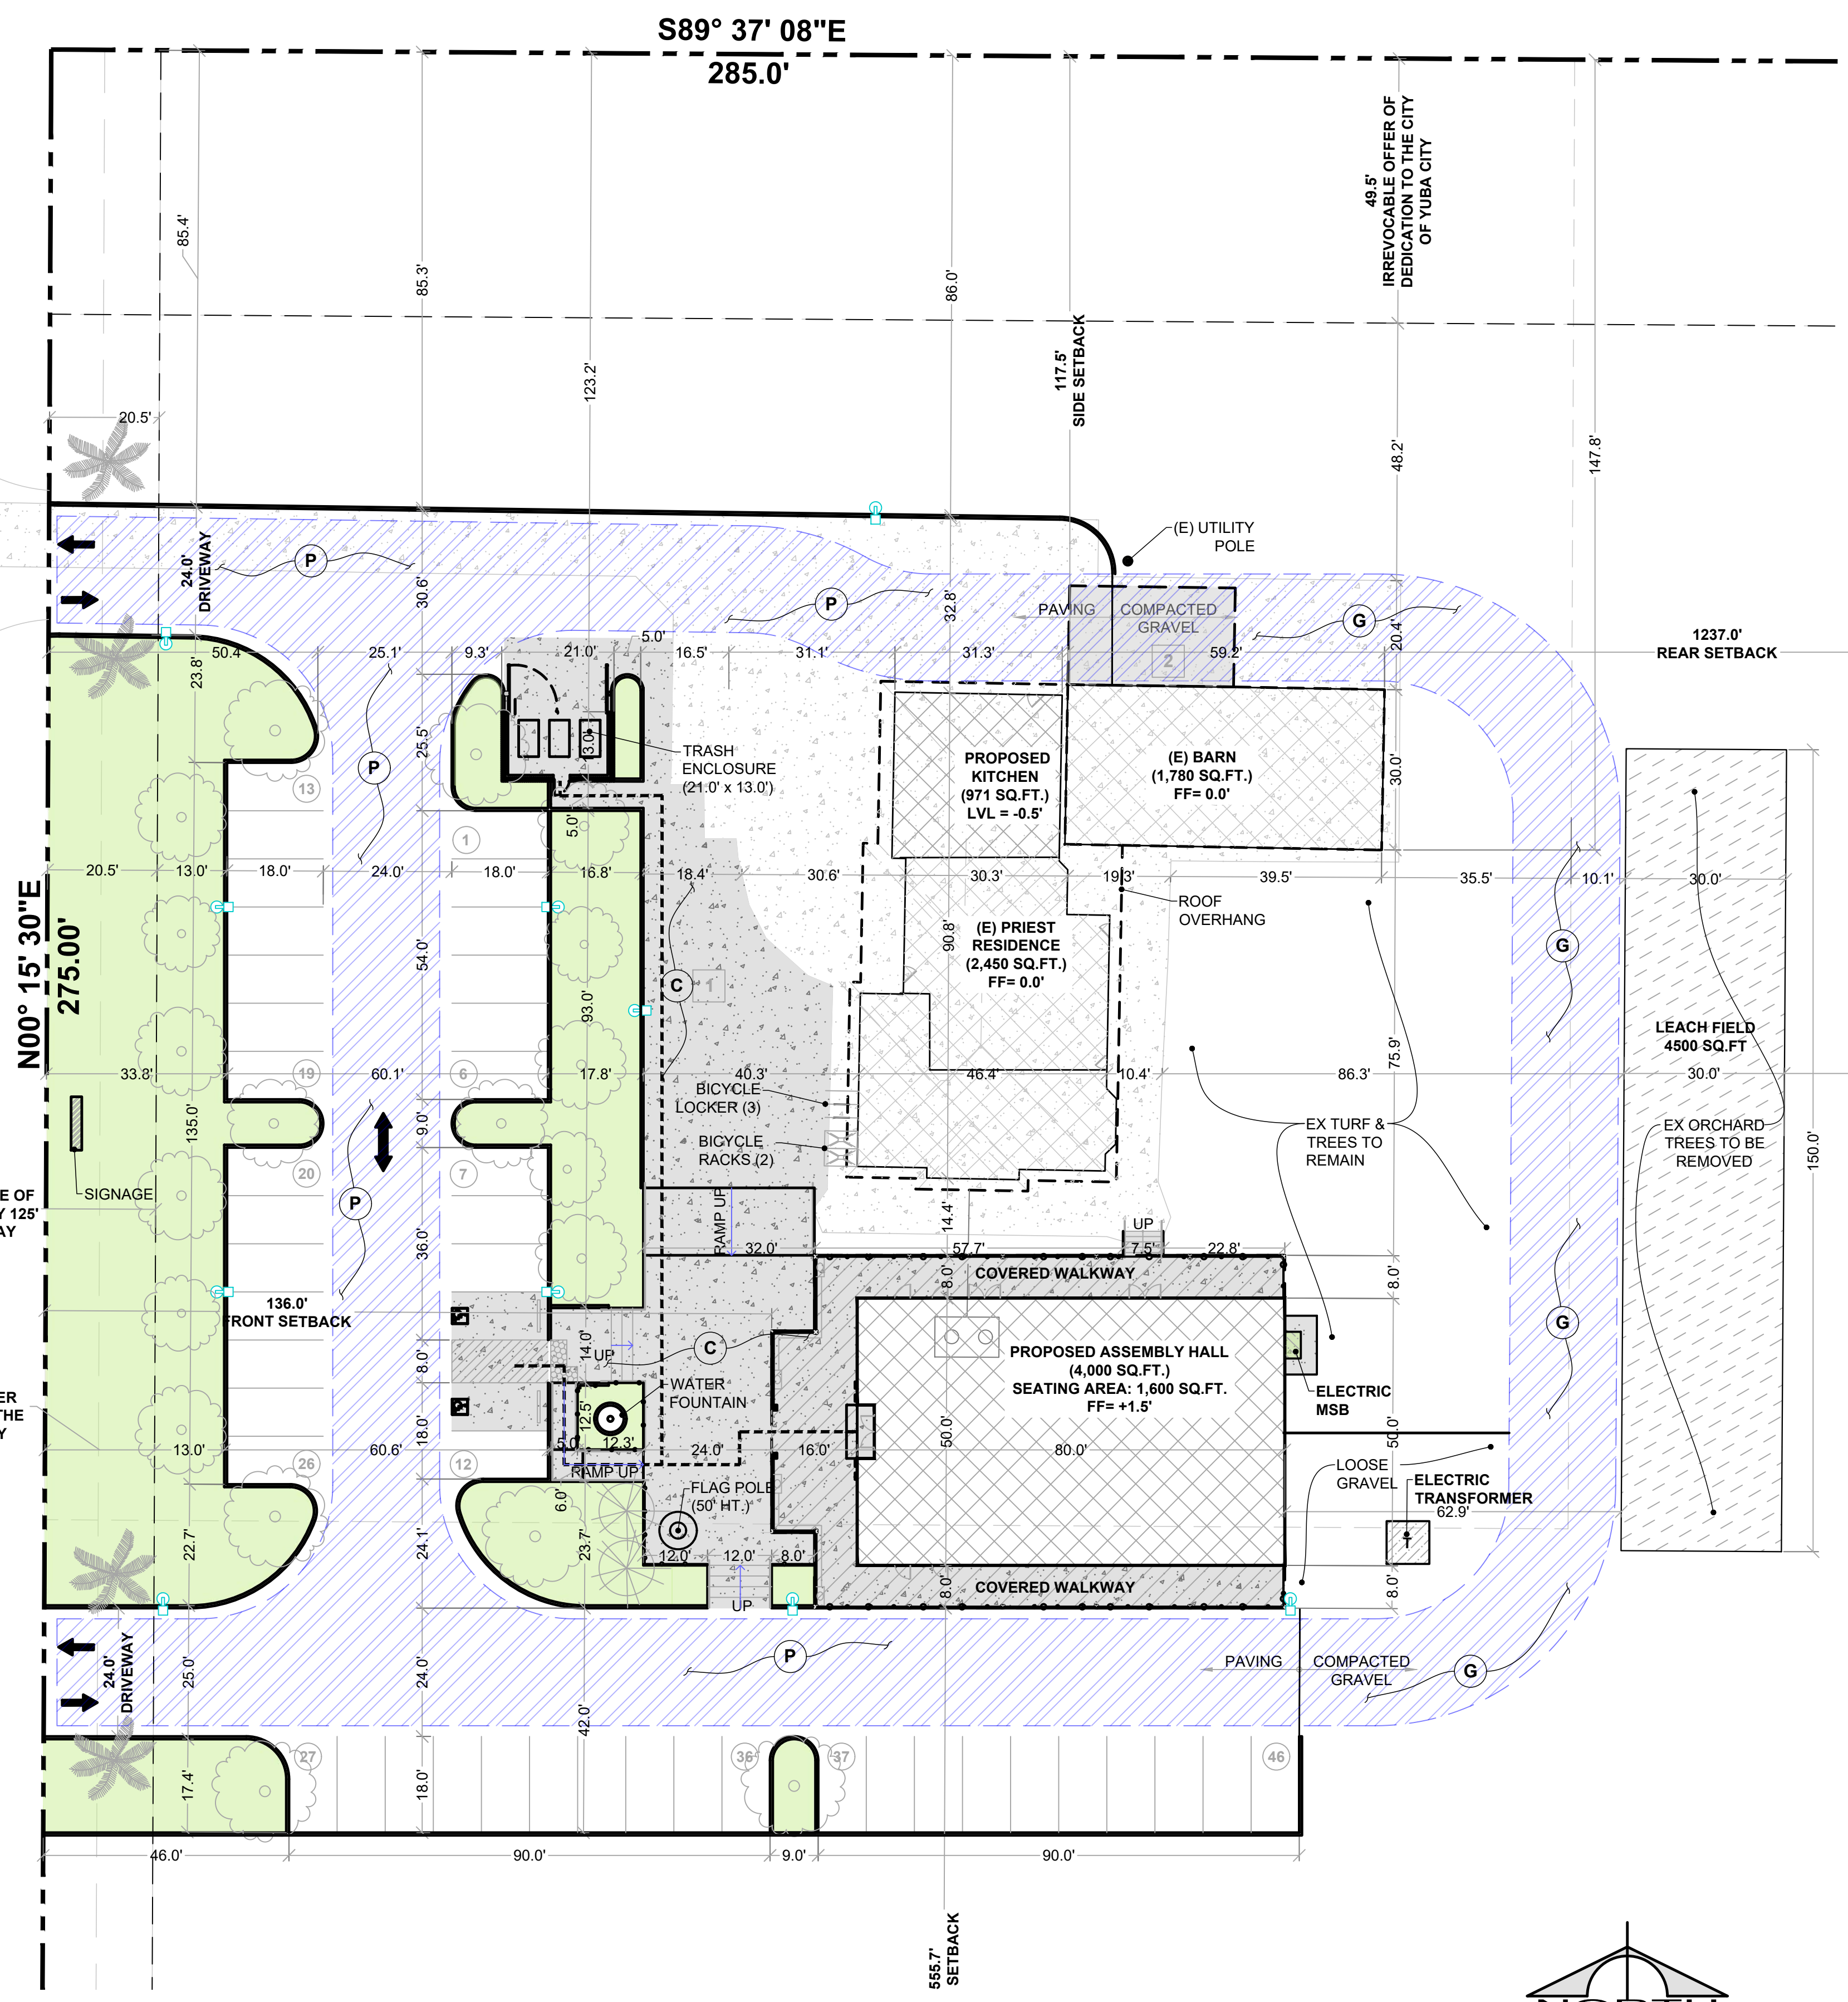 S89° 37' 08"E
285.0'
85.4'
85.3'
123.2'
86.0'
117.5'
SIDE SETBACK
49.5'
IRREVOCABLE OFFER OF
DEDICATION TO THE CITY
OF YUBA CITY
48.2'
147.8'
20.5'
24.0'
DRIVEWAY
P
30.6'
P
32.8'
(E) UTILITY
POLE
PAVING
COMPACTED
GRAVEL
G
20.4'
1237.0'
REAR SETBACK
50.4'
25.1'
9.3'
21.0'
5.0'
16.5'
31.1'
31.3'
2
59.2'
23.8'
25.5'
13.0'
P
TRASH
ENCLOSURE
(21.0' x 13.0')
PROPOSED
KITCHEN
(971 SQ.FT.)
LVL = -0.5'
(E) BARN
(1,780 SQ.FT.)
FF= 0.0'
30.0'
13
1
5.0'
20.5'
13.0'
18.0'
24.0'
18.0'
16.8'
18.4'
30.6'
30.3'
19.3'
39.5'
35.5'
10.1'
30.0'
ROOF
OVERHANG
N00° 15' 30"E
275.00'
54.0'
93.0'
C
1
90.8'
(E) PRIEST
RESIDENCE
(2,450 SQ.FT.)
FF= 0.0'
G
LEACH FIELD
4500 SQ.FT
33.8'
19
60.1'
6
17.8'
40.3'
46.4'
10.4'
86.3'
75.9'
30.0'
BICYCLE
LOCKER (3)
BICYCLE
RACKS (2)
135.0'
9.0'
EX TURF &
TREES TO
REMAIN
EX ORCHARD
TREES TO BE
REMOVED
150.0'
SIGNAGE
20
7
P
E OF
Y 125'
AY
36.0'
RAMP UP
14.4'
UP
32.0'
57.7'
7.5'
22.8'
8.0'
COVERED WALKWAY
8.0'
136.0'
FRONT SETBACK
14.0'
UP
C
18.0'
G
PROPOSED ASSEMBLY HALL
(4,000 SQ.FT.)
SEATING AREA: 1,600 SQ.FT.
FF= +1.5'
WATER
FOUNTAIN
12.5'
ELECTRIC
MSB
ER
THE
Y
18.0'
13.0'
60.6'
5.0'
12.3'
24.0'
16.0'
50.0'
80.0'
50.0'
26
12
RAMP UP
LOOSE
GRAVEL
ELECTRIC
TRANSFORMER
62.9'
6.0'
FLAG POLE
(50' HT.)
T
22.7'
24.1'
23.7'
12.0'
12.0'
8.0'
8.0'
COVERED WALKWAY
8.0'
UP
24.0'
DRIVEWAY
25.0'
24.0'
42.0'
P
PAVING
COMPACTED
GRAVEL
G
27
36
37
46
17.4'
18.0'
46.0'
90.0'
9.0'
90.0'
555.7'
SETBACK
NORTH